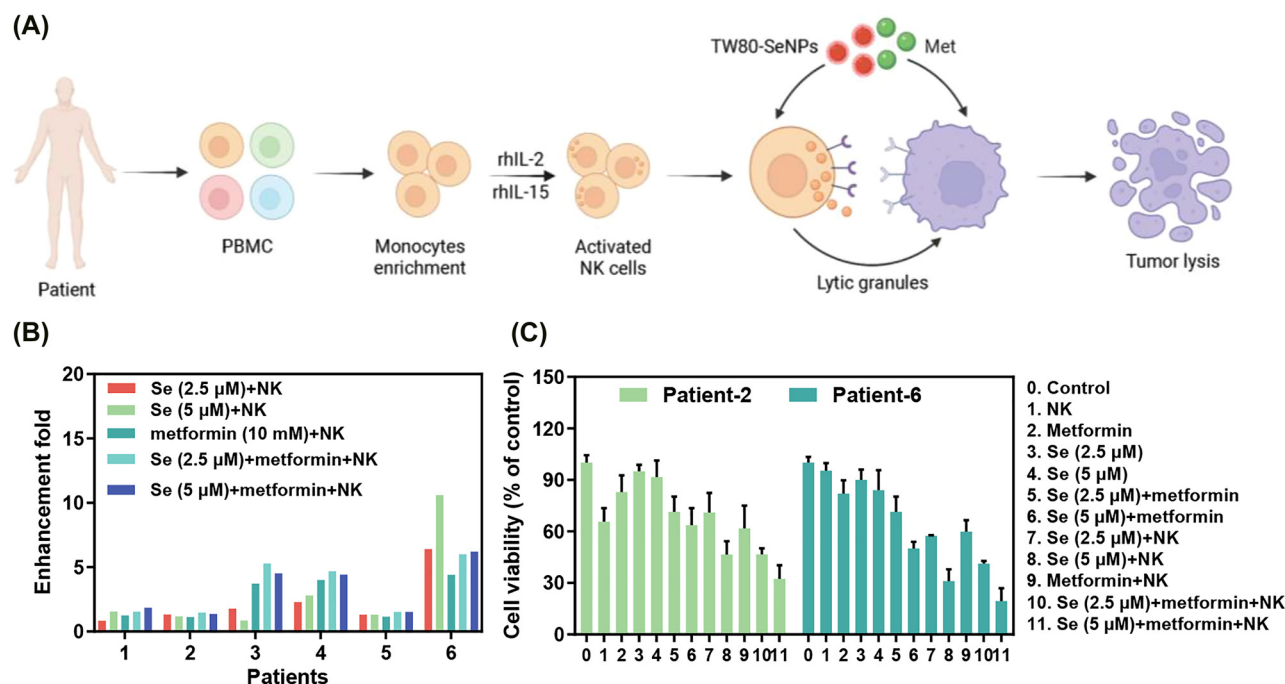 (A)
TW80-SeNPs
Met
rhIL-2
rhIL-15
PBMC
Monocytes
enrichment
Activated
NK cells
Lytic granules
Tumor lysis
Patient
(B)
Enhancement fold
20
15
10
5
0
Se (2.5 µM)+NK
Se (5 µM)+NK
metformin (10 mM)+NK
Se (2.5 µM)+metformin+NK
Se (5 µM)+metformin+NK
1 2 3 4 5 6
Patients
(C)
Cell viability (% of control)
150
120
90
60
30
0
Patient-2
Patient-6
0 1 2 3 4 5 6 7 8 9 10 11
0 1 2 3 4 5 6 7 8 9 10 11
0. Control
1. NK
2. Metformin
3. Se (2.5 µM)
4. Se (5 µM)
5. Se (2.5 µM)+metformin
6. Se (5 µM)+metformin
7. Se (2.5 µM)+NK
8. Se (5 µM)+NK
9. Metformin+NK
10. Se (2.5 µM)+metformin+NK
11. Se (5 µM)+metformin+NK